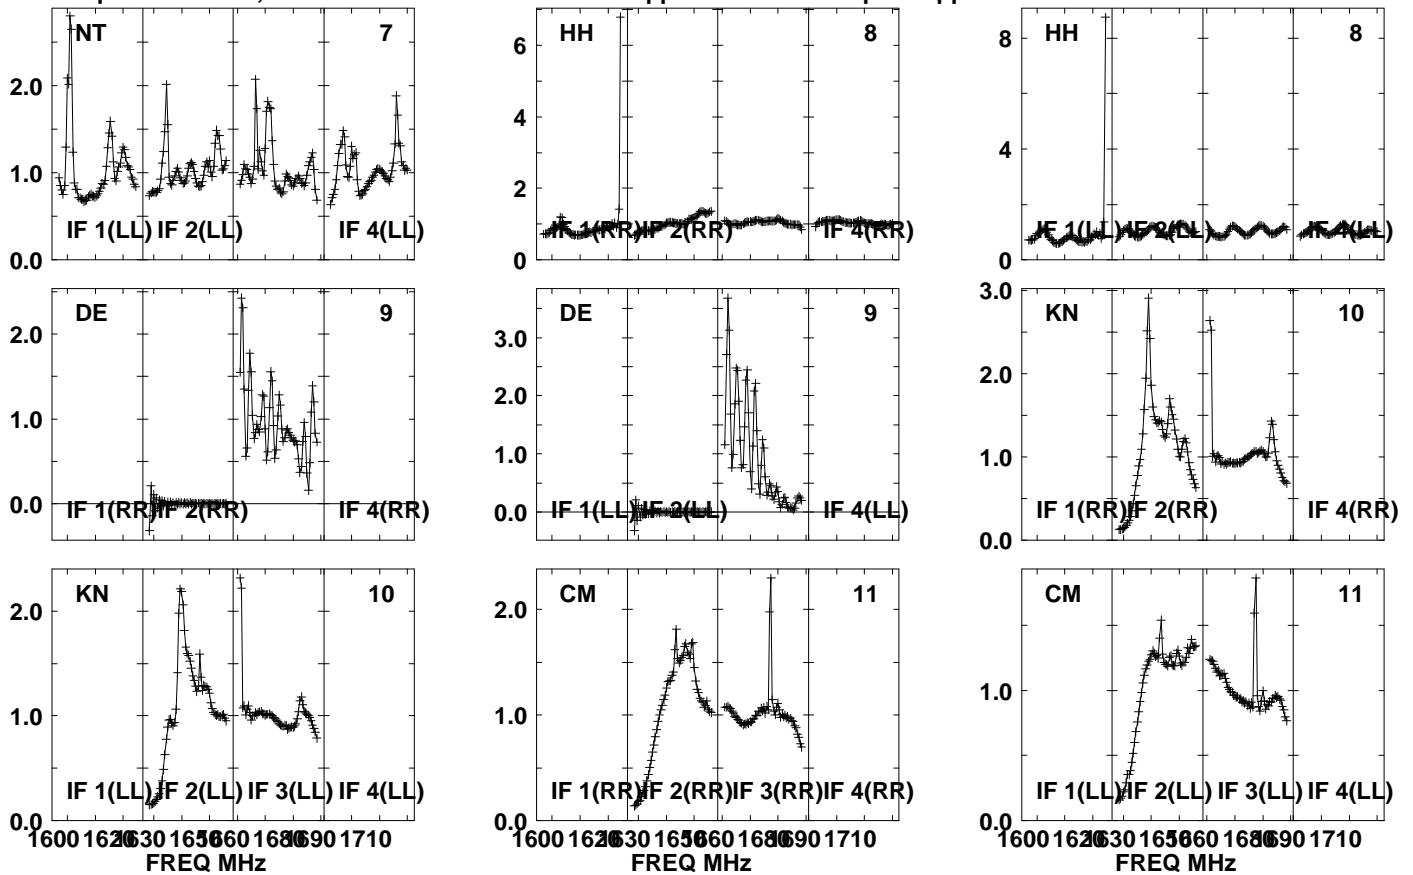 NT 7 HH 8 HH 8
2.0 6 8
4
1.0 2 4
IF 1(LL) IF 2(LL) IF 4(LL) IF 1(RR) IF 2(RR) IF 4(RR) IF 1(LL) IF 2(LL) IF 4(LL)
0.0 0 0
DE 9 DE 9 KN 10
2.0 3.0 3.0
1.0 2.0 2.0
1.0 1.0
0.0 0.0 0.0
IF 1(RR) IF 2(RR) IF 4(RR) IF 1(LL) IF 2(LL) IF 4(LL) IF 1(RR) IF 2(RR) IF 4(RR)
KN 10 CM 11 CM 11
2.0 2.0
1.0 1.0 1.0
IF 1(LL) IF 2(LL) IF 3(LL) IF 4(LL) IF 1(RR) IF 2(RR) IF 3(RR) IF 4(RR) IF 1(LL) IF 2(LL) IF 3(LL) IF 4(LL)
0.0 0.0 0.0
1600 1620 1630 1650 1660 1680 1690 1710 1600 1620 1630 1650 1660 1680 1690 1710 1600 1620 1630 1650 1660 1680 1690 1710
FREQ MHz FREQ MHz FREQ MHz